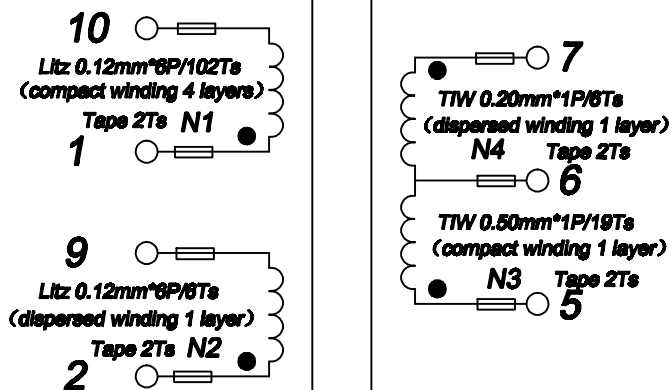 10
Litz 0.12mm*6P/102Ts
（compact winding 4 layers）
Tape 2Ts N1
1
9
Litz 0.12mm*6P/6Ts
（dispersed winding 1 layer）
Tape 2Ts N2
2
7
TIW 0.20mm*1P/6Ts
（dispersed winding 1 layer）
N4 Tape 2Ts
6
TIW 0.50mm*1P/19Ts
（compact winding 1 layer）
N3 Tape 2Ts
5